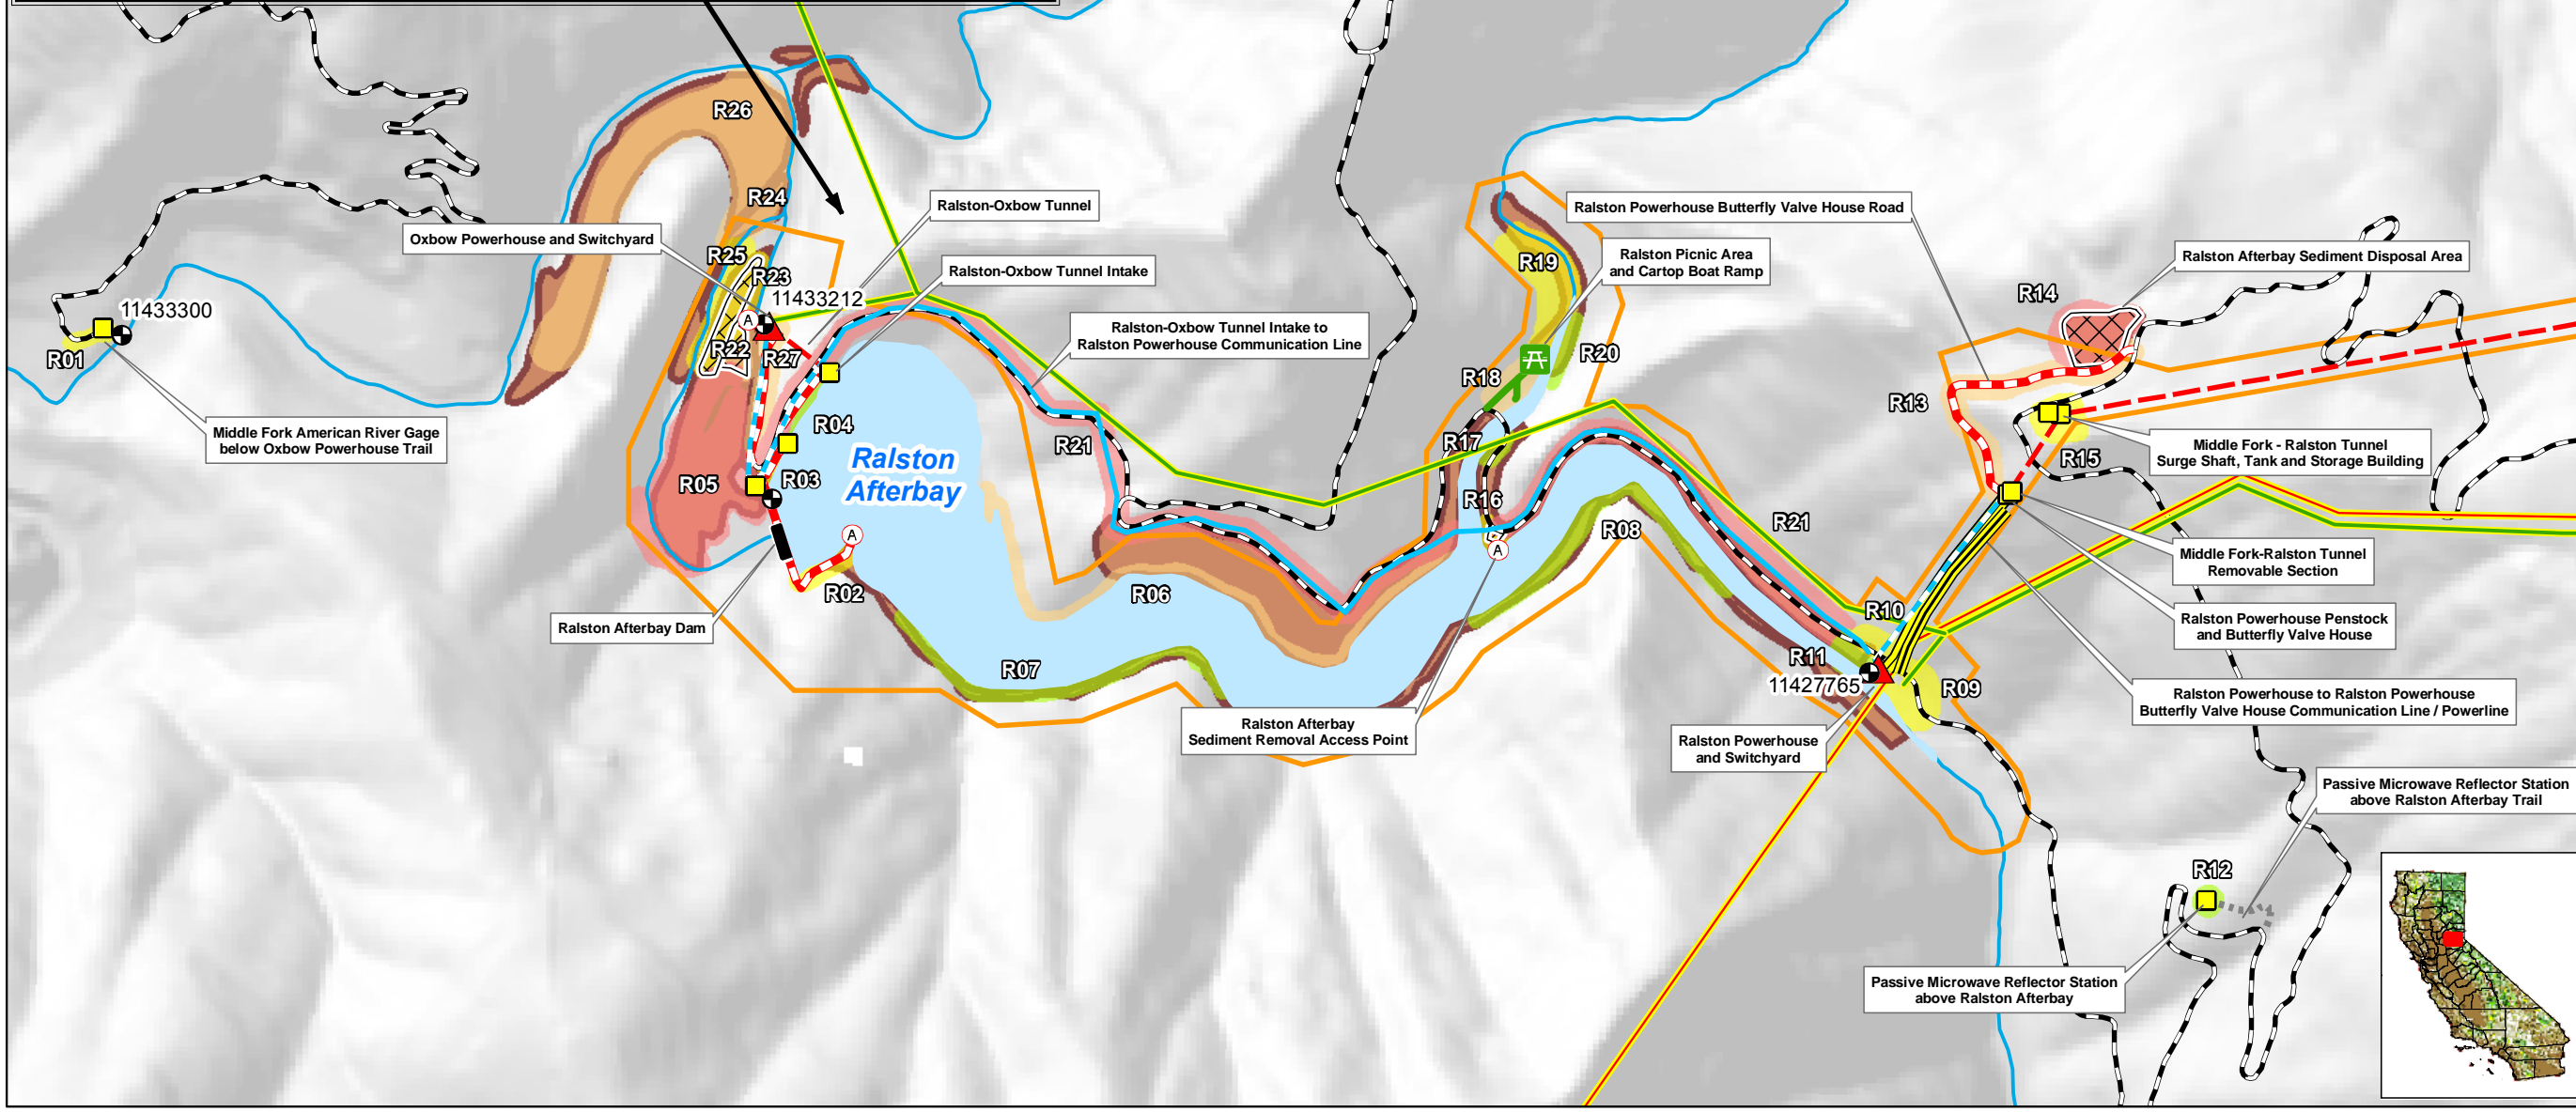 R26
R24
Ralston-Oxbow Tunnel
Oxbow Powerhouse and Switchyard
Ralston-Oxbow Tunnel Intake
R25
R23
11433212
11433300
R01
R22
R27
Middle Fork American River Gage
below Oxbow Powerhouse Trail
Ralston-Oxbow Tunnel Intake to
Ralston Powerhouse Communication Line
R04
R21
Ralston
Afterbay
R05
R03
A
A
R02
Ralston Afterbay Dam
R07
R06
Ralston Powerhouse Butterfly Valve House Road
Ralston Picnic Area
and Cartop Boat Ramp
R19
R20
R18
R17
R16
A
R08
R21
Ralston Afterbay
Sediment Removal Access Point
Ralston Afterbay Sediment Disposal Area
R14
R13
Middle Fork - Ralston Tunnel
Surge Shaft, Tank and Storage Building
R15
Middle Fork-Ralston Tunnel
Removable Section
Ralston Powerhouse Penstock
and Butterfly Valve House
R10
R11
11427765
R09
Ralston Powerhouse to Ralston Powerhouse
Butterfly Valve House Communication Line / Powerline
Ralston Powerhouse
and Switchyard
Passive Microwave Reflector Station
above Ralston Afterbay Trail
R12
Passive Microwave Reflector Station
above Ralston Afterbay